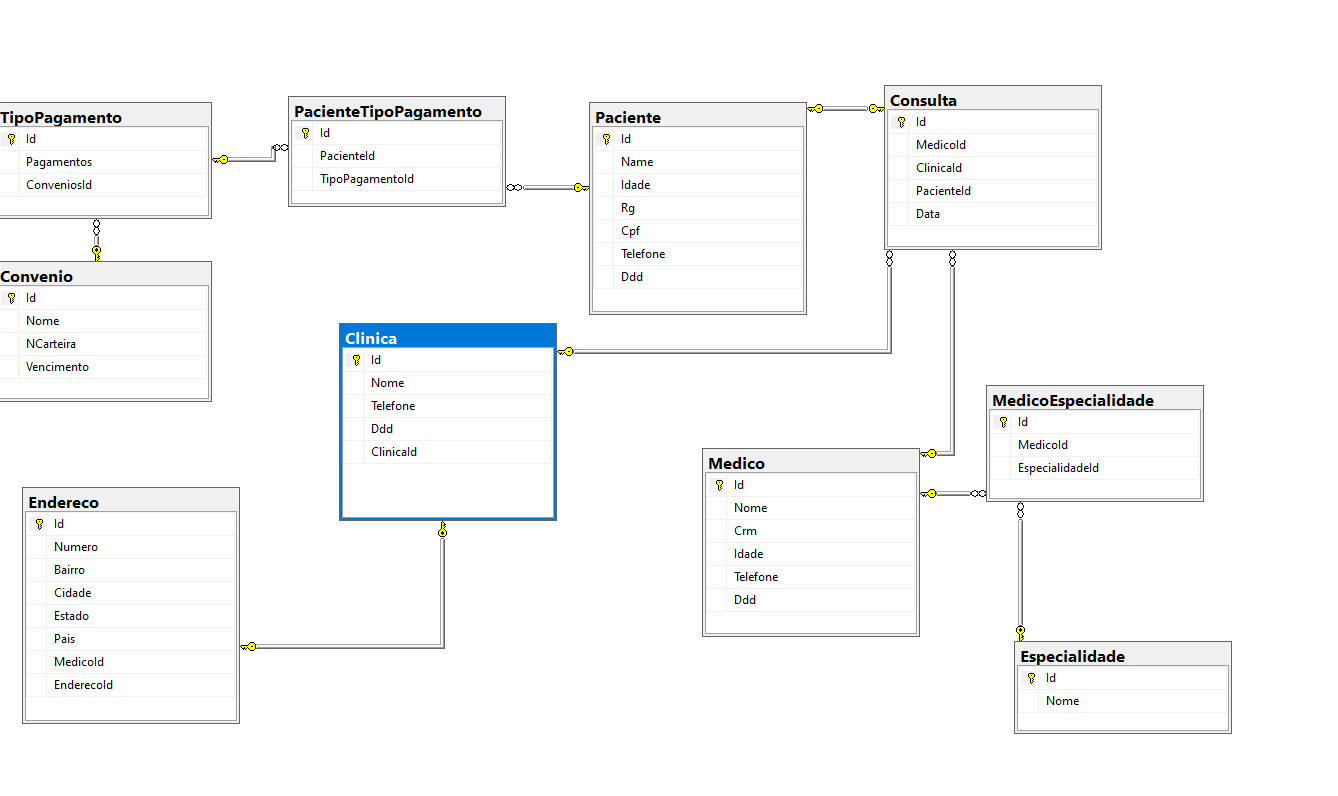 TipoPagamento
Id
Pagamentos
ConveniosId
PacienteTipoPagamento
Id
PacienteId
TipoPagamentoId
Paciente
Id
Name
Idade
Rg
Cpf
Telefone
Ddd
Consulta
Id
MedicoId
ClinicaId
PacienteId
Data
Convenio
Id
Nome
NCarteira
Vencimento
Clinica
Id
Nome
Telefone
Ddd
ClinicaId
MedicoEspecialidade
Id
MedicoId
EspecialidadeId
Medico
Id
Nome
Crm
Idade
Telefone
Ddd
Endereco
Id
Numero
Bairro
Cidade
Estado
Pais
MedicoId
EnderecoId
Especialidade
Id
Nome